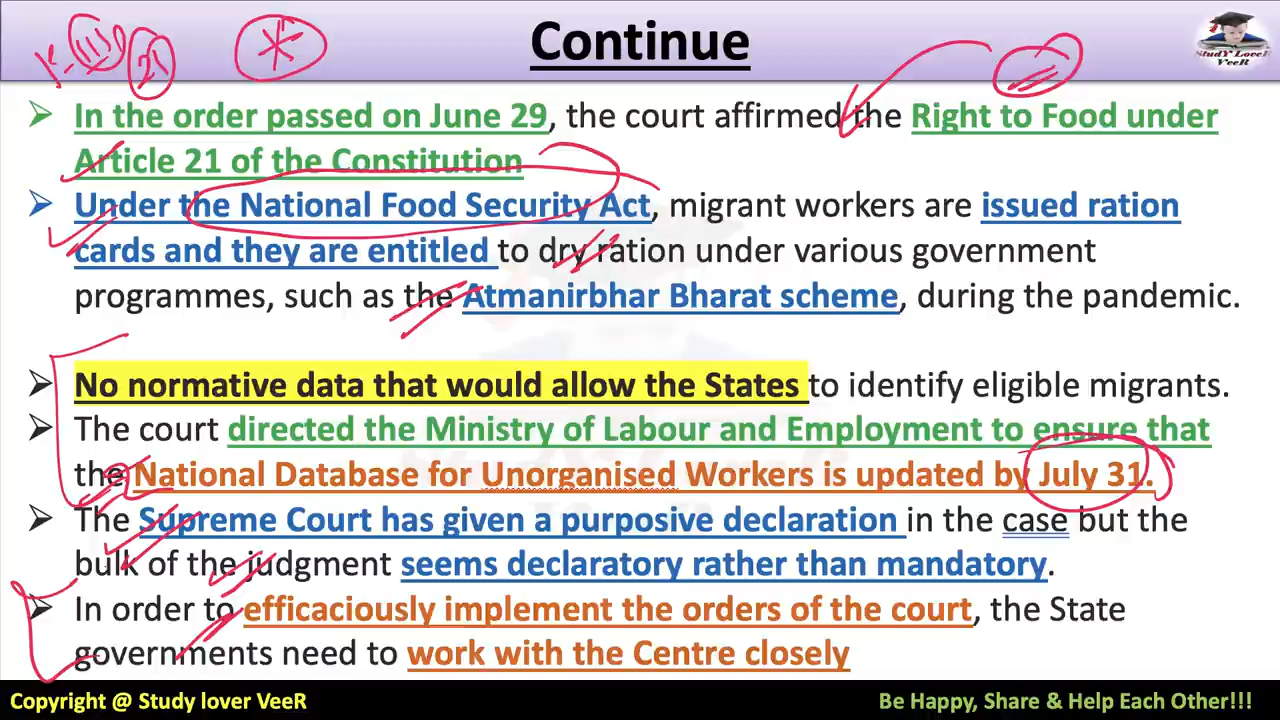 Continue
StudY LoveR
VeeR
21
➢ In the order passed on June 29, the court affirmed the Right to Food under
Article 21 of the Constitution
➢ Under the National Food Security Act, migrant workers are issued ration
cards and they are entitled to dry ration under various government
programmes, such as the Atmanirbhar Bharat scheme, during the pandemic.
➢ No normative data that would allow the States to identify eligible migrants.
➢ The court directed the Ministry of Labour and Employment to ensure that
the National Database for Unorganised Workers is updated by July 31.
➢ The Supreme Court has given a purposive declaration in the case but the
bulk of the judgment seems declaratory rather than mandatory.
➢ In order to efficaciously implement the orders of the court, the State
governments need to work with the Centre closely
Copyright @ Study lover VeeR
Be Happy, Share & Help Each Other!!!